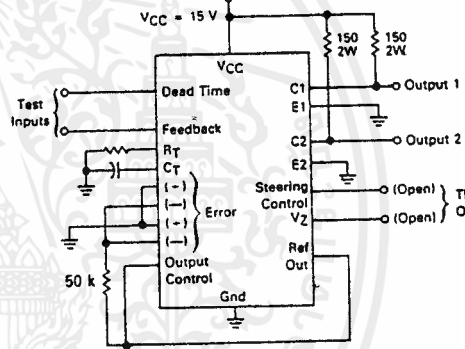 VCC = 15 V
150
2W
150
2W
VCC
Test
Inputs
Dead Time
Feedback
RT
CT
(+)
(—)
(+)
(—)
Error
Output
Control
50 k
Gnd
C1
E1
C2
E2
Steering
Control
VZ
Ref
Out
Output 1
Output 2
(Open)
(Open)